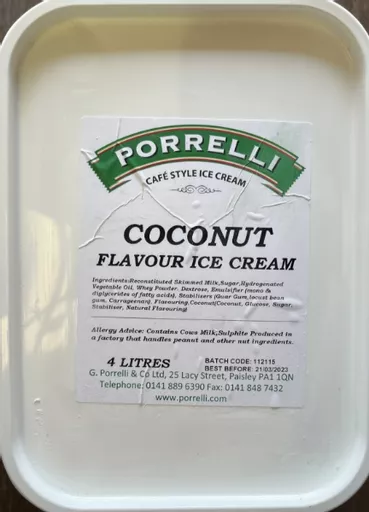 PORRELLI
CAFÉ STYLE ICE CREAM
COCONUT
FLAVOUR ICE CREAM
Ingredients:Reconstituted Skimmed Milk,Sugar,Hydrogenated
Vegetable Oil, Whey Powder, Dextrose, Emulsifier (mono &
diglycerides of fatty acids), Stabilisers (Guar Gum,locust bean
gum, Carrageenan). Flavouring Coconut(Coconut, Glucose, Sugar,
Stabiliser, Natural Flavouring)
Allergy Advice: Contains Cows Milk,Sulphite Produced in
a factory that handles peanut and other nut ingredients.
4 LITRES
BATCH CODE: 112115
BEST BEFORE: 21/03/2023
G. Porrelli & Co Ltd, 25 Lacy Street, Paisley PA1 1QN
Telephone: 0141 889 6390 Fax: 0141 848 7432
www.porrelli.com